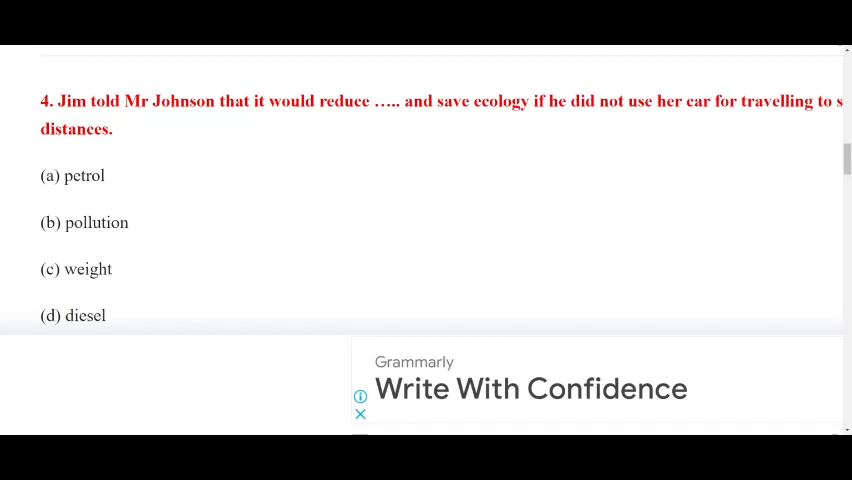 4. Jim told Mr Johnson that it would reduce ….. and save ecology if he did not use her car for travelling to s
distances.
(a) petrol
(b) pollution
(c) weight
(d) diesel
Grammarly
Write With Confidence